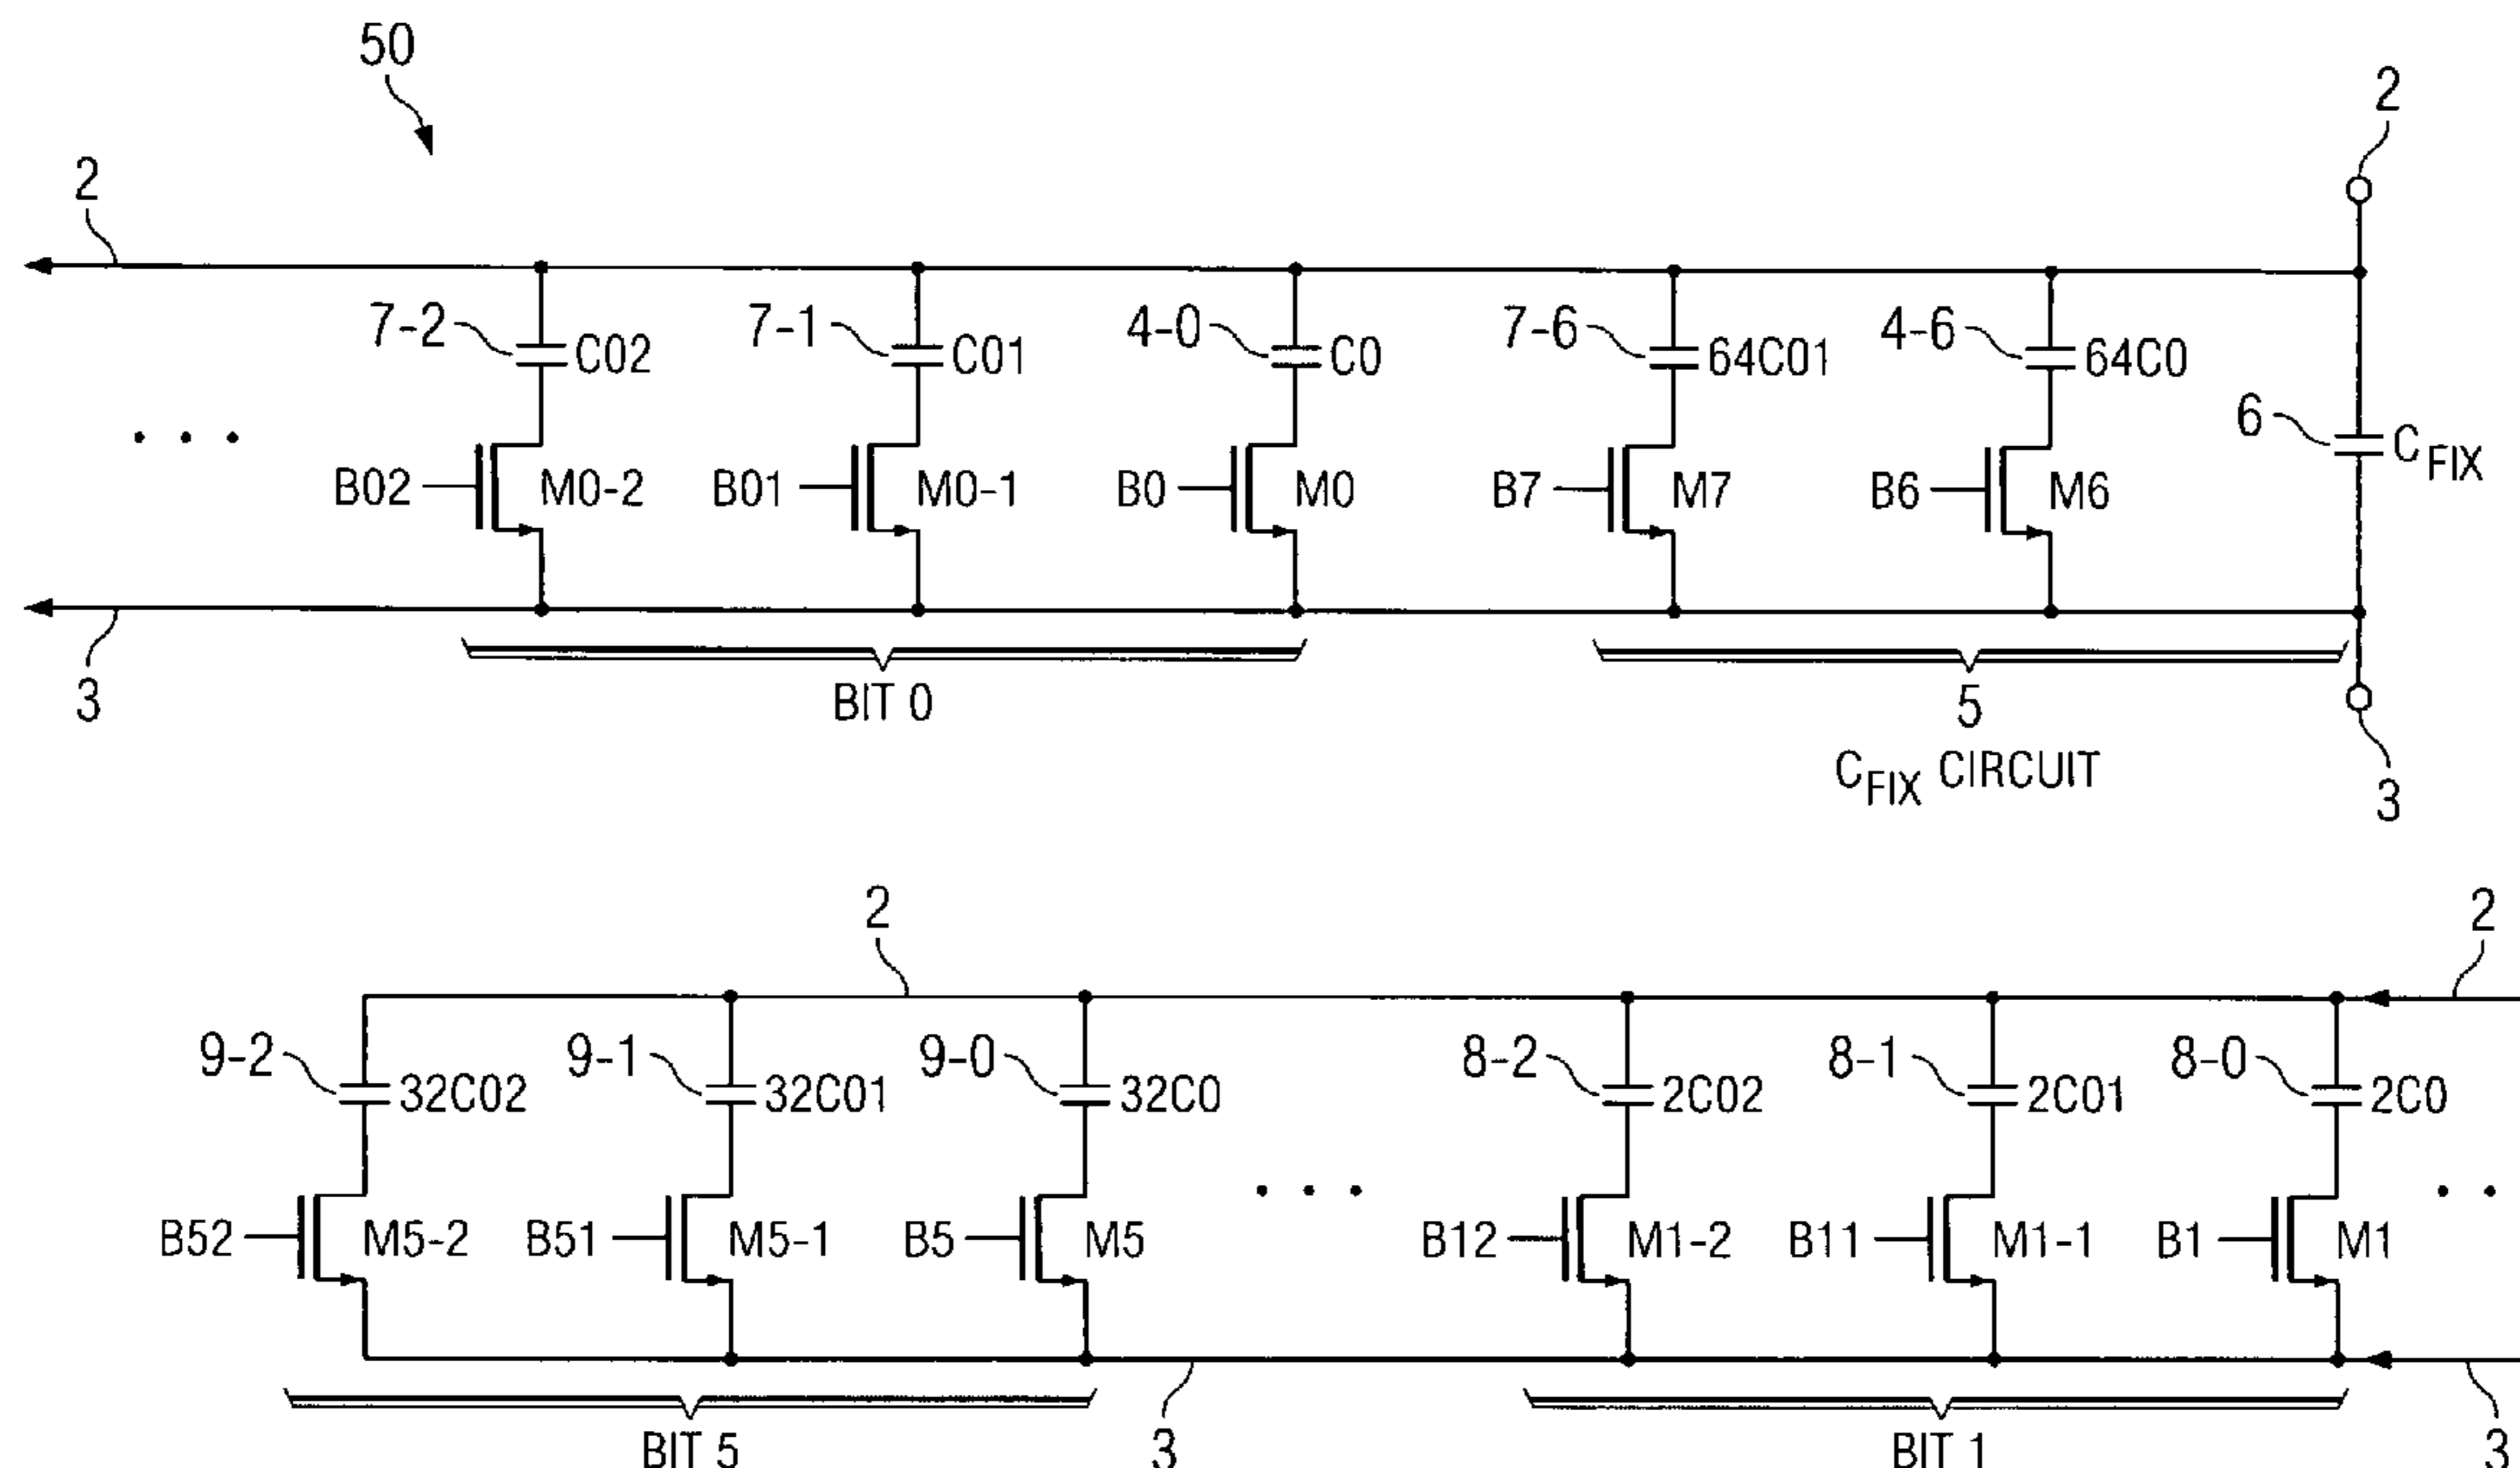 50
2
2
7-2
C02
7-1
C01
4-0
C0
7-6
64C01
4-6
64C0
6
C FIX
B02
M0-2
B01
M0-1
B0
M0
B7
M7
B6
M6
3
BIT 0
5
C FIX CIRCUIT
3
2
2
9-2
32C02
9-1
32C01
9-0
32C0
8-2
2C02
8-1
2C01
8-0
2C0
B52
M5-2
B51
M5-1
B5
M5
B12
M1-2
B11
M1-1
B1
M1
BIT 5
3
BIT 1
3